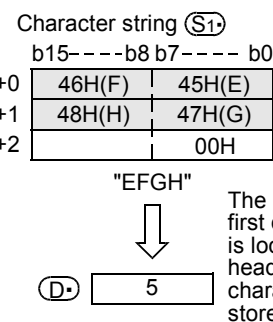 Character string (S1•)
b15----b8 b7----- b0
+0 46H(F) 45H(E)
+1 48H(H) 47H(G)
+2 00H
"EFGH"
The
first
is loc
head
(D•) 5 chara
store